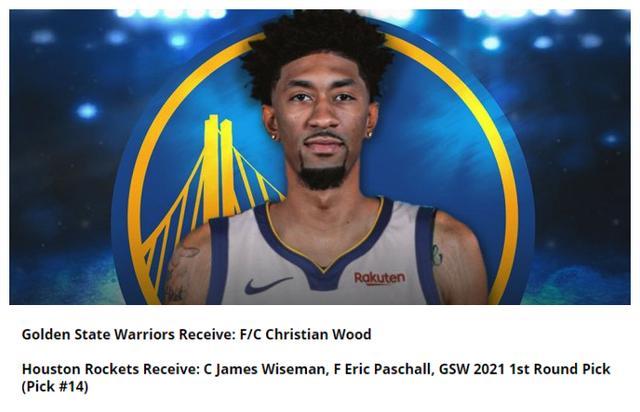 Rakuten
Golden State Warriors Receive: F/C Christian Wood
Houston Rockets Receive: C James Wiseman, F Eric Paschall, GSW 2021 1st Round Pick
(Pick #14)